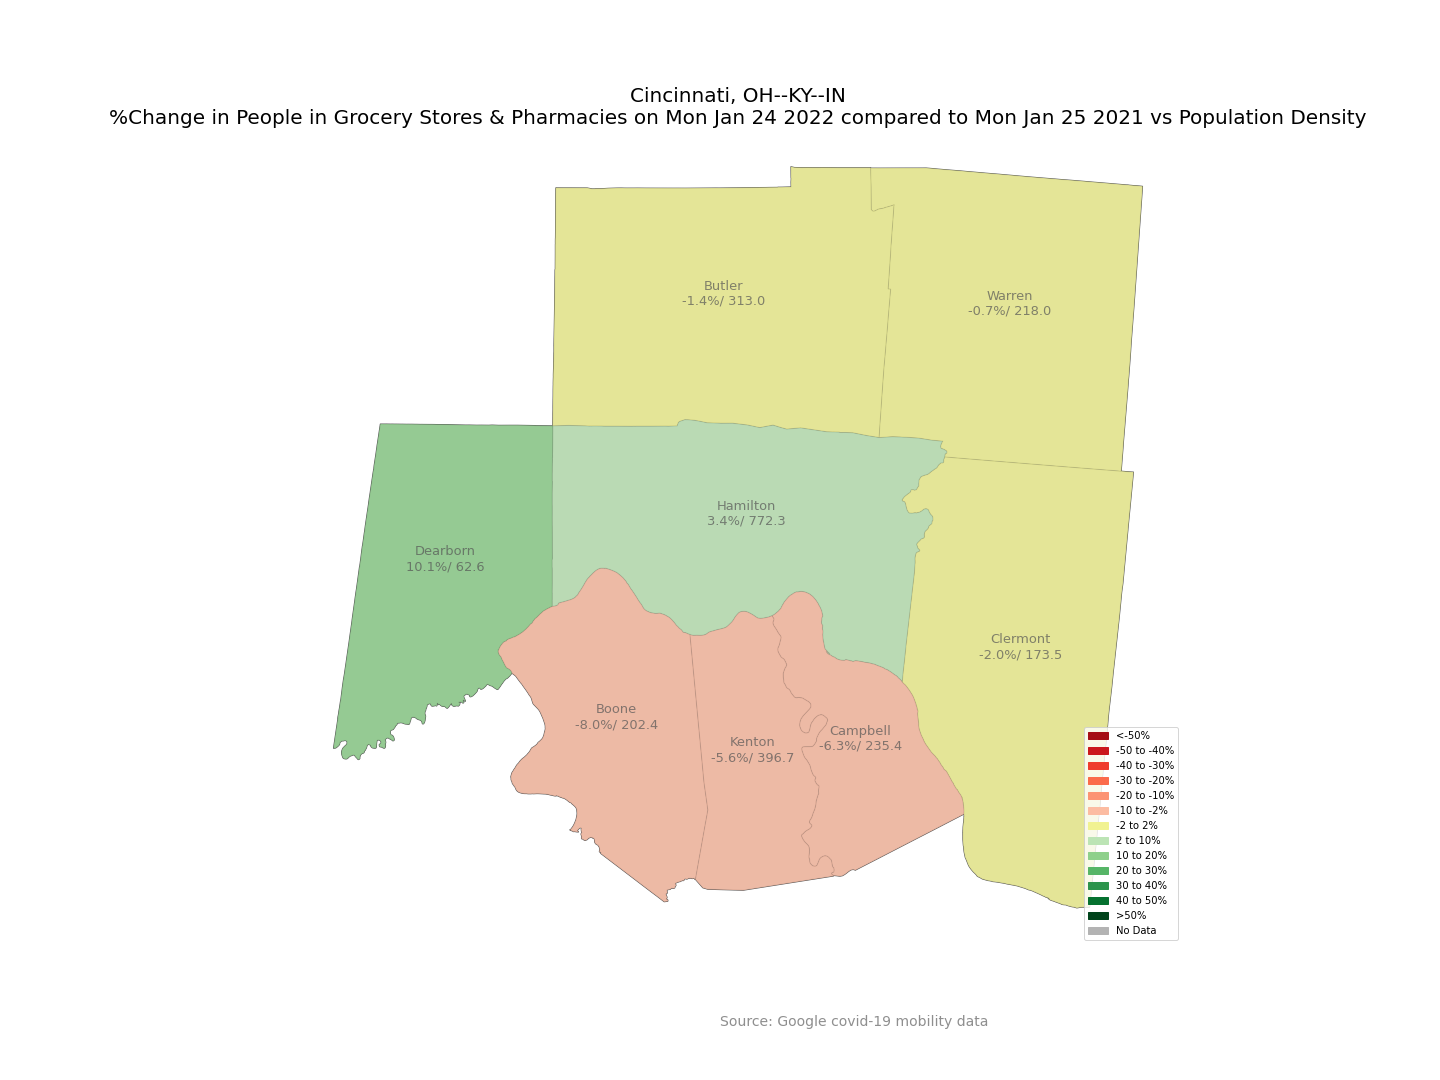 Cincinnati, OH--KY--IN
%Change in People in Grocery Stores & Pharmacies on Mon Jan 24 2022 compared to Mon Jan 25 2021 vs Population Density
Butler
-1.4%/ 313.0
Warren
-0.7%/ 218.0
Hamilton
3.4%/ 772.3
Dearborn
10.1%/ 62.6
Clermont
-2.0%/ 173.5
Boone
-8.0%/ 202.4
Kenton
-5.6%/ 396.7
Campbell
-6.3%/ 235.4
<-50%
-50 to -40%
-40 to -30%
-30 to -20%
-20 to -10%
-10 to -2%
-2 to 2%
2 to 10%
10 to 20%
20 to 30%
30 to 40%
40 to 50%
>50%
No Data
Source: Google covid-19 mobility data